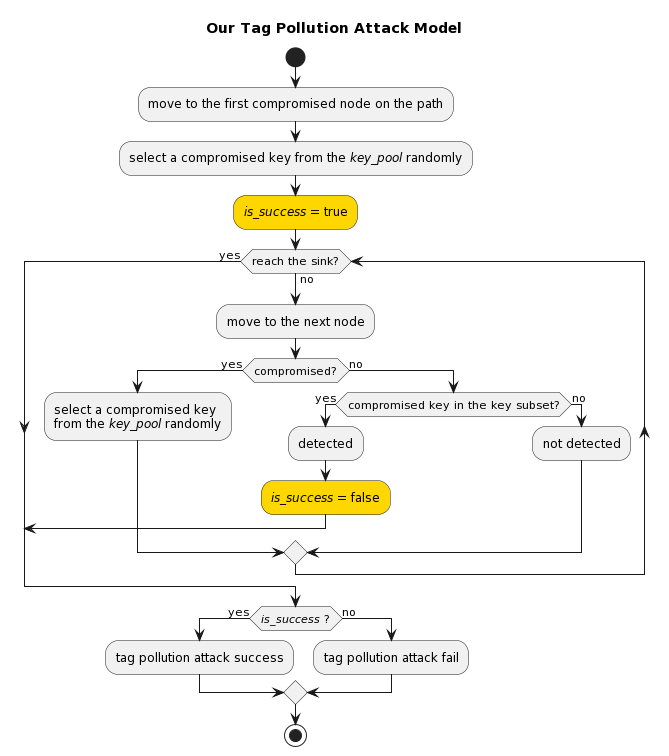 Our Tag Pollution Attack Model
move to the first compromised node on the path
select a compromised key from the key_pool randomly
is_success = true
yes
reach the sink?
no
move to the next node
yes
compromised?
no
select a compromised key
from the key_pool randomly
yes
compromised key in the key subset?
no
detected
not detected
is_success = false
yes
is_success ?
no
tag pollution attack success
tag pollution attack fail